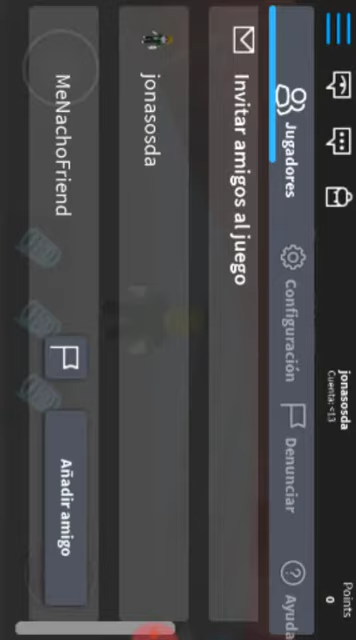 jonasosda
Cuenta: <13
Points
0
Jugadores
Configuración
Denunciar
Ayuda
Invitar amigos al juego
jonasosda
MeNachoFriend
Añadir amigo